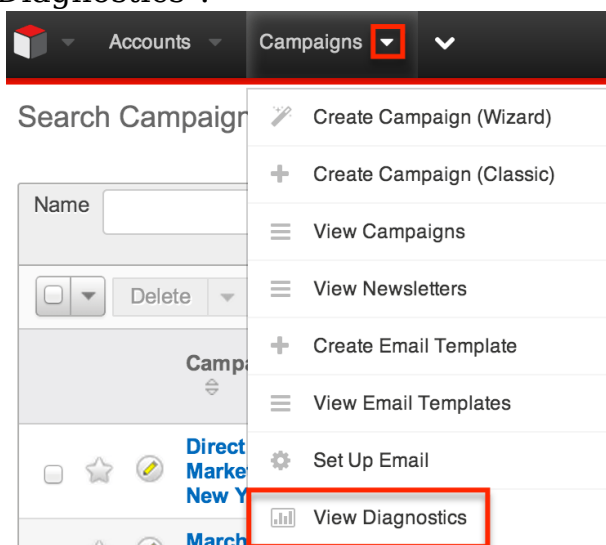 Diagnostics".
Accounts Campaigns
Search Campaign
Create Campaign (Wizard)
Create Campaign (Classic)
Name
View Campaigns
View Newsletters
Delete
Create Email Template
Campa
View Email Templates
Direct
Marke
New Y
Set Up Email
View Diagnostics
March